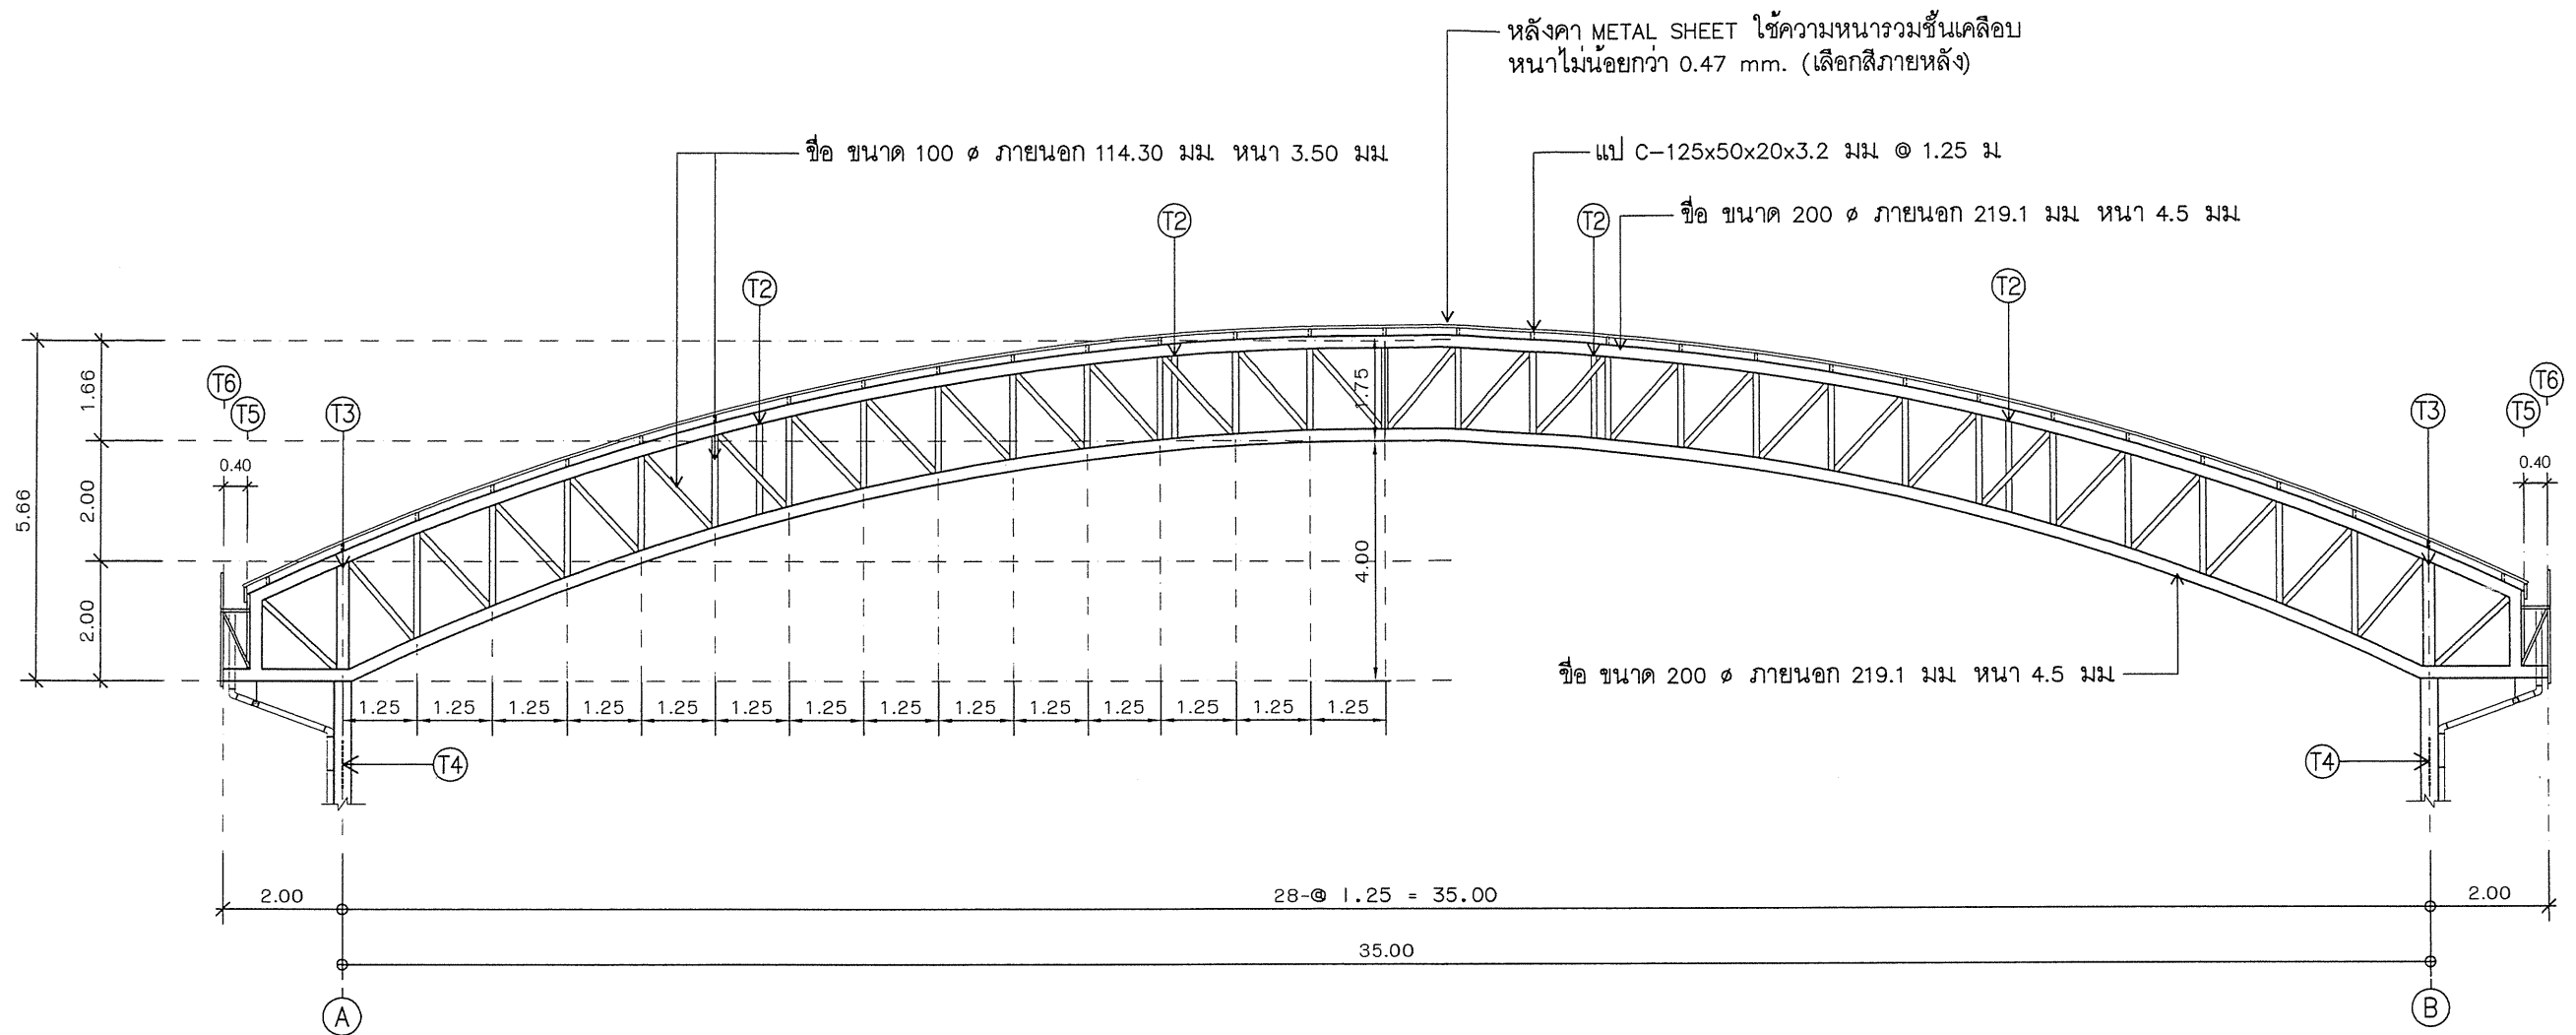 หลังคา METAL SHEET ใช้ความหนารวมชั้นเคลือบ
หนาไม่น้อยกว่า 0.47 mm. (เลือกสีภายหลัง)
ขื่อ ขนาด 100 ø ภายนอก 114.30 มม. หนา 3.50 มม.
แป C-125x50x20x3.2 มม. @ 1.25 ม.
ขื่อ ขนาด 200 ø ภายนอก 219.1 มม. หนา 4.5 มม.
T2
T2
T2
T2
T6
T5
T3
T3
T5
T6
5.66
1.66
2.00
2.00
0.40
0.40
1.75
4.00
ขื่อ ขนาด 200 ø ภายนอก 219.1 มม. หนา 4.5 มม.
1.25 1.25 1.25 1.25 1.25 1.25 1.25 1.25 1.25 1.25 1.25 1.25 1.25 1.25
T4
T4
2.00
28-@ 1.25 = 35.00
2.00
35.00
A
B